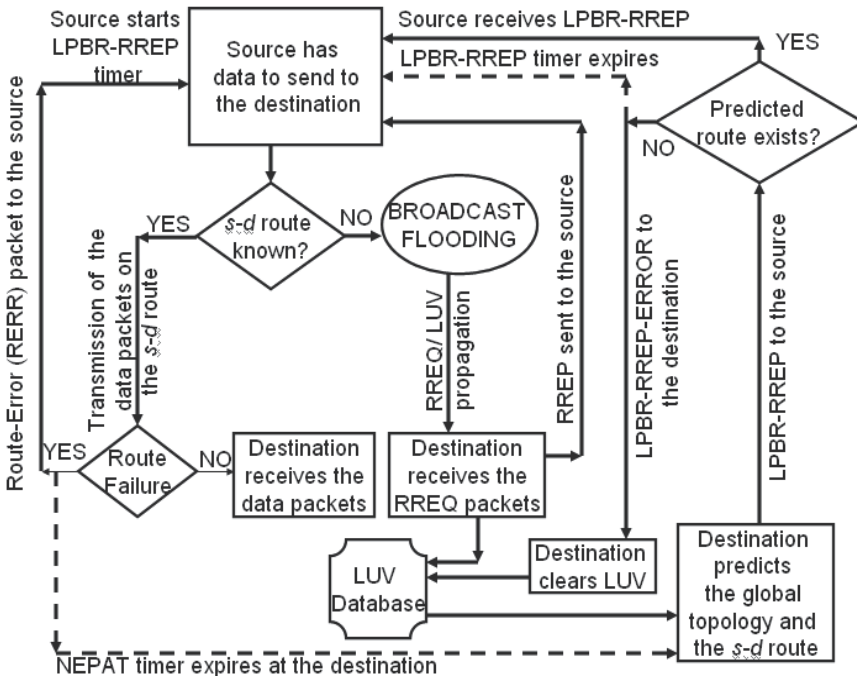 Source starts
LPBR-RREP
timer
Source has
data to send to
the destination
Source receives LPBR-RREP
YES
LPBR-RREP timer expires
Predicted
route exists?
NO
YES
s-d route
known?
NO
BROADCAST
FLOODING
Route-Error (RERR) packet to the source
Transmission of the
data packets on
the s-d route
RREQ/ LUV
propagation
RREP sent to the source
LPBR-RREP-ERROR to
the destination
LPBR-RREP to the source
YES
Route
Failure
NO
Destination
receives the
data packets
Destination
receives the
RREQ packets
LUV
Database
Destination
clears LUV
Destination
predicts
the global
topology and
the s-d route
NEPAT timer expires at the destination